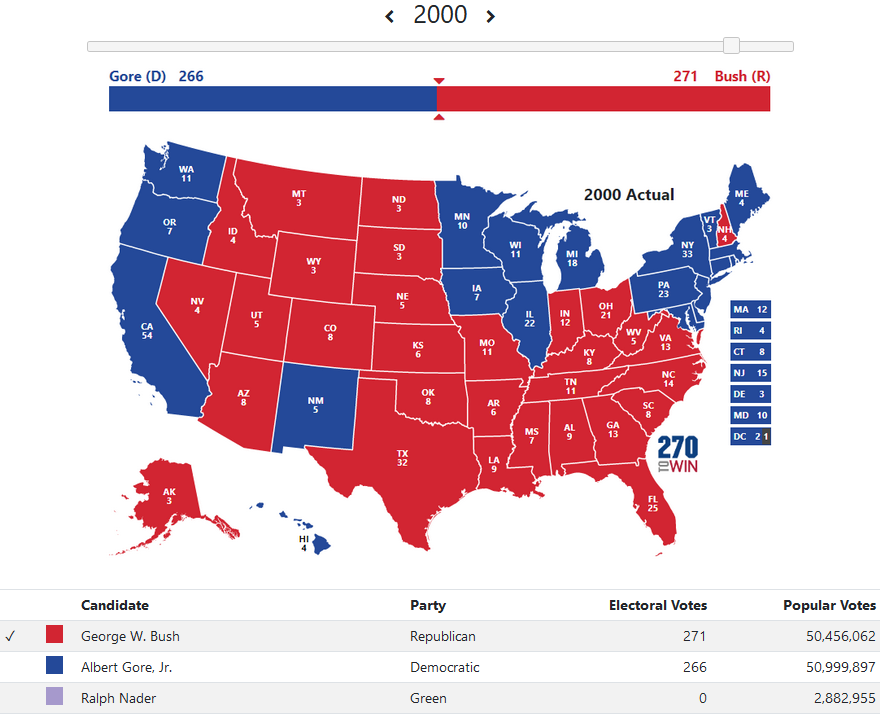 2000
Gore (D) 266 271 Bush (R)
2000 Actual
WA
11
OR
7
CA
54
ID
4
NV
4
MT
3
WY
3
UT
5
AZ
8
CO
8
NM
5
ND
3
SD
3
NE
5
KS
6
OK
8
TX
32
MN
10
IA
7
MO
11
AR
6
LA
9
WI
11
IL
22
MI
18
IN
12
OH
21
KY
8
TN
11
MS
7
AL
9
GA
13
FL
25
SC
8
NC
14
VA
13
WV
5
PA
23
NY
33
VT
3
NH
4
ME
4
AK
3
HI
4
MA 12
RI 4
CT 8
NJ 15
DE 3
MD 10
DC 2 1
270
TOWIN
Candidate Party Electoral Votes Popular Votes
✓ George W. Bush Republican 271 50,456,062
Albert Gore, Jr. Democratic 266 50,999,897
Ralph Nader Green 0 2,882,955